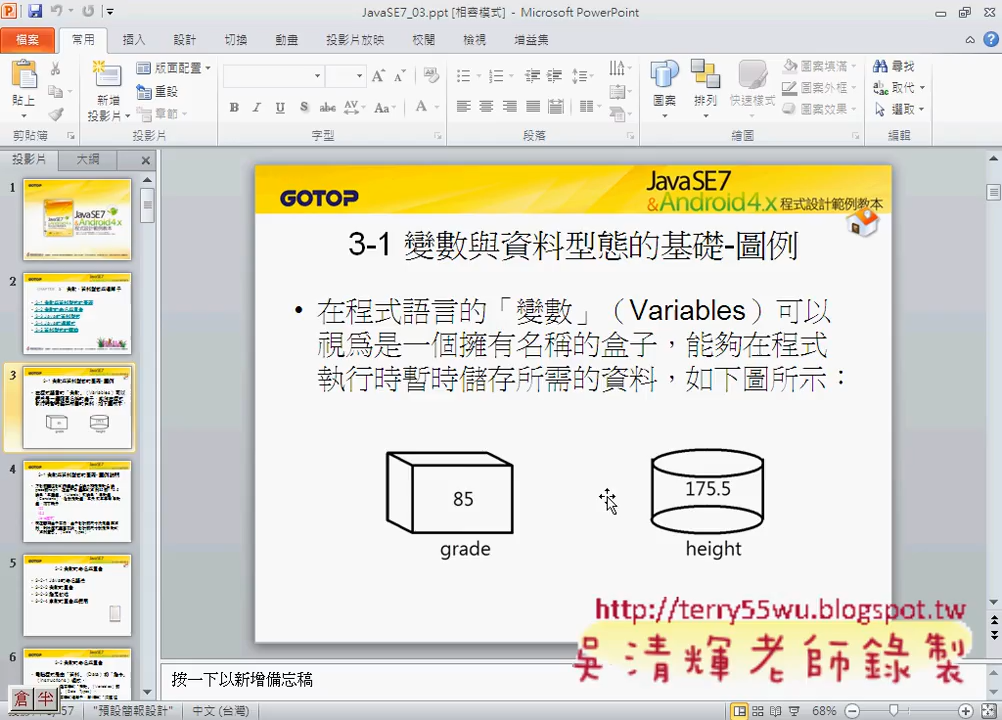 JavaSE7_03.ppt [相容模式] - Microsoft PowerPoint
檔案 常用 插入 設計 切換 動畫 投影片放映 校閱 檢視 增益集
貼上
剪貼簿
新增
投影片
版面配置
重設
章節
投影片
字型
段落
圖案
排列
快速樣式
圖案填滿
圖案外框
圖案效果
繪圖
尋找
取代
選取
編輯
投影片 大綱
1
2
3
4
5
6
GOTOP
JavaSE7
&Android4.x 程式設計範例教本
3-1 變數與資料型態的基礎-圖例
• 在程式語言的「變數」（Variables）可以
視為是一個擁有名稱的盒子，能夠在程式
執行時暫時儲存所需的資料，如下圖所示：
85
grade
175.5
height
http://terry55wu.blogspot.tw
吳清輝老師錄製
按一下以新增備忘稿
倉 半
57
"預設簡報設計"
中文 (台灣)
68%